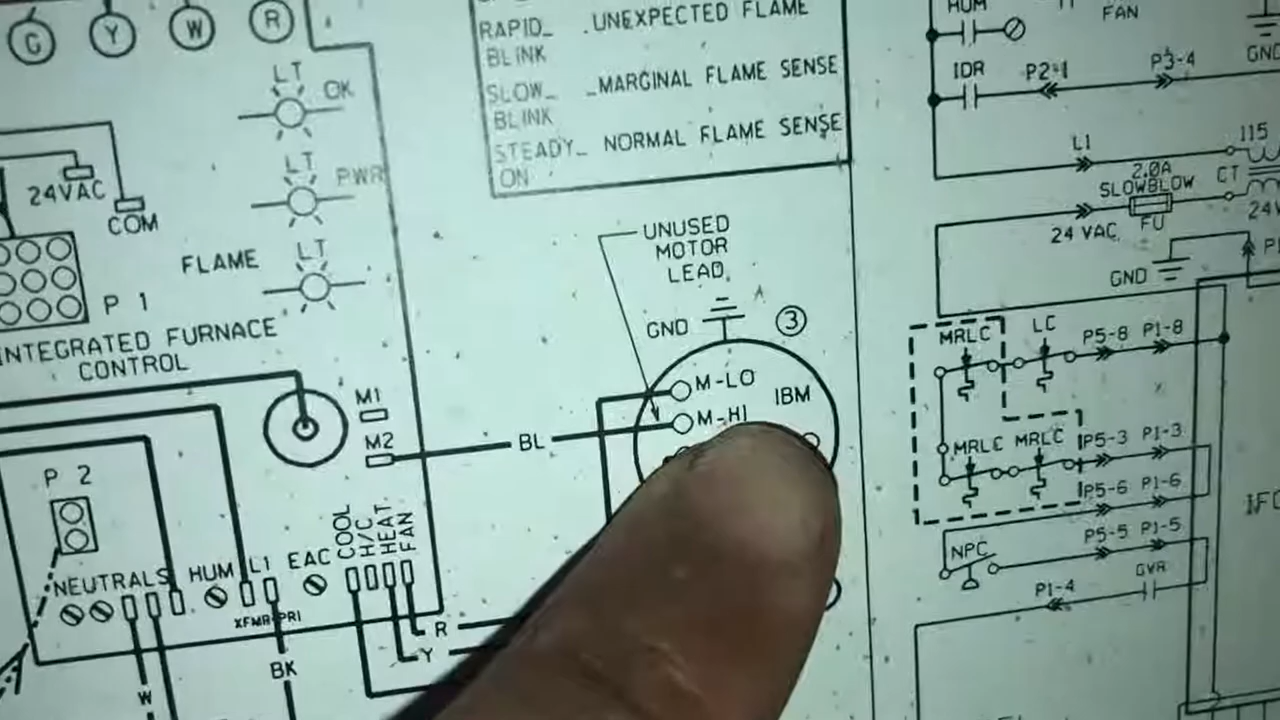 G Y W R
LT
OK
LT
PWR
24VAC
COM
FLAME
LT
P 1
INTEGRATED FURNACE
CONTROL
M1
M2
BL
P 2
NEUTRALS
HUM
L1
EAC
COOL
H/C
HEAT
FAN
XFMR-PRI
BK
W
R
Y
RAPID_ UNEXPECTED FLAME
BLINK
SLOW_ _MARGINAL FLAME SENSE
BLINK
STEADY_ NORMAL FLAME SENSE
ON
UNUSED
MOTOR
LEAD
GND
3
M-LO
IBM
M-HI
HUM
FAN
GND
IDR
P2-1
P3-4
L1
115
2.0A
SLOWBLOW
CT
FU
24 VAC
24V
GND
MRLC
LC
P5-8 P1-8
MRLC MRLC
P5-3 P1-3
P5-6 P1-6
NPC
P5-5 P1-5
GVR
P1-4